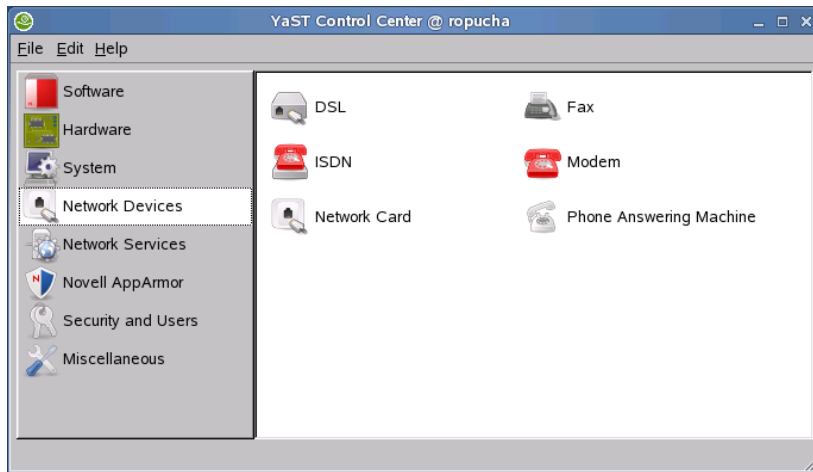 YaST Control Center @ ropucha
File Edit Help
Software
Hardware
System
Network Devices
Network Services
Novell AppArmor
Security and Users
Miscellaneous
DSL
Fax
ISDN
Modem
Network Card
Phone Answering Machine